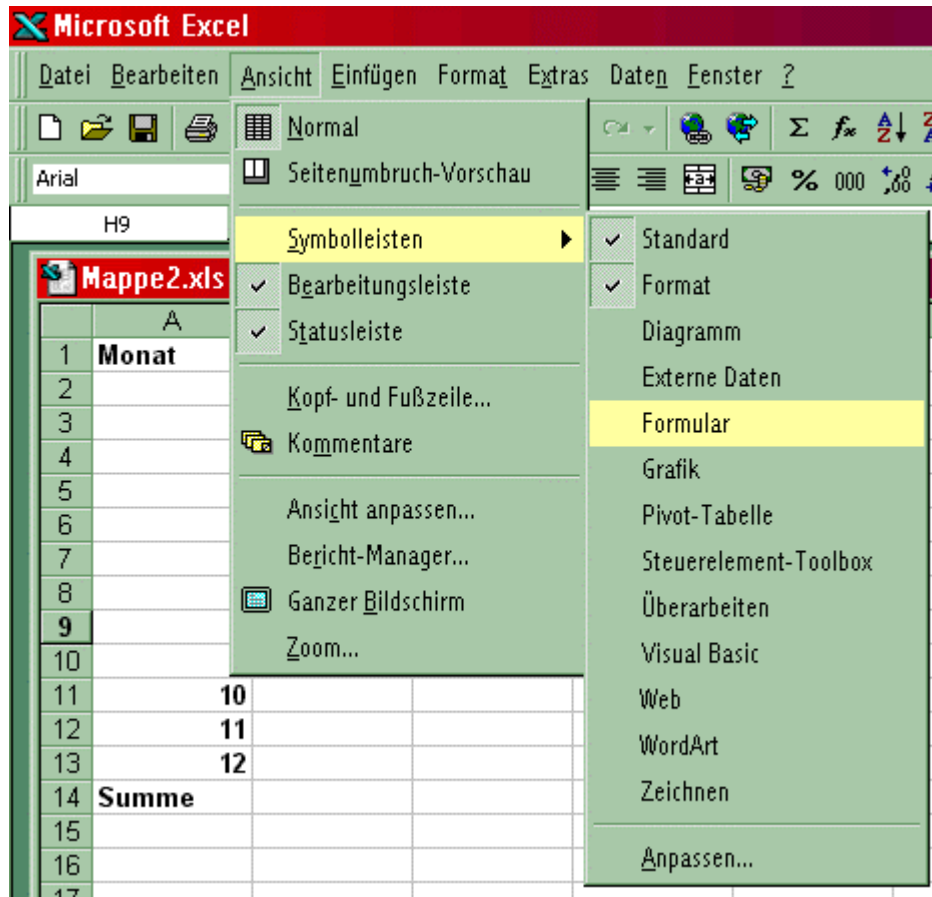 Microsoft Excel
Datei Bearbeiten Ansicht Einfügen Format Extras Daten Fenster ?
Arial
H9
Normal
Seitenumbruch-Vorschau
Symbolleisten
Bearbeitungsleiste
Statusleiste
Kopf- und Fußzeile...
Kommentare
Ansicht anpassen...
Bericht-Manager...
Ganzer Bildschirm
Zoom...
Standard
Format
Diagramm
Externe Daten
Formular
Grafik
Pivot-Tabelle
Steuerelement-Toolbox
Überarbeiten
Visual Basic
Web
WordArt
Zeichnen
Anpassen...
Σ fx A Z
% 000 ,00
Mappe2.xls
A
1 Monat
2
3
4
5
6
7
8
9
10
11 10
12 11
13 12
14 Summe
15
16
17